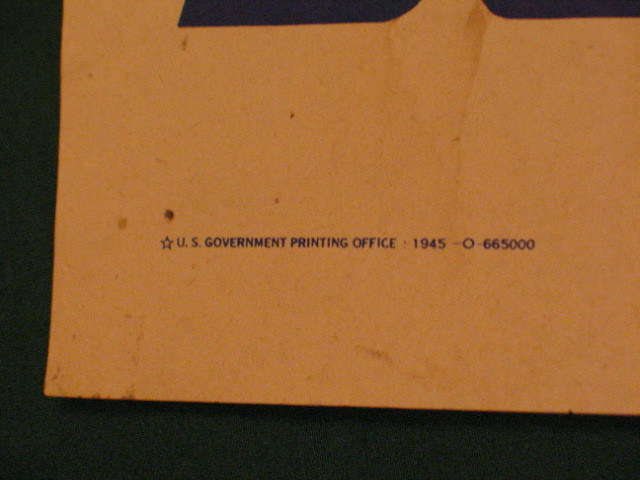 ☆ U. S. GOVERNMENT PRINTING OFFICE : 1945 —O-665000